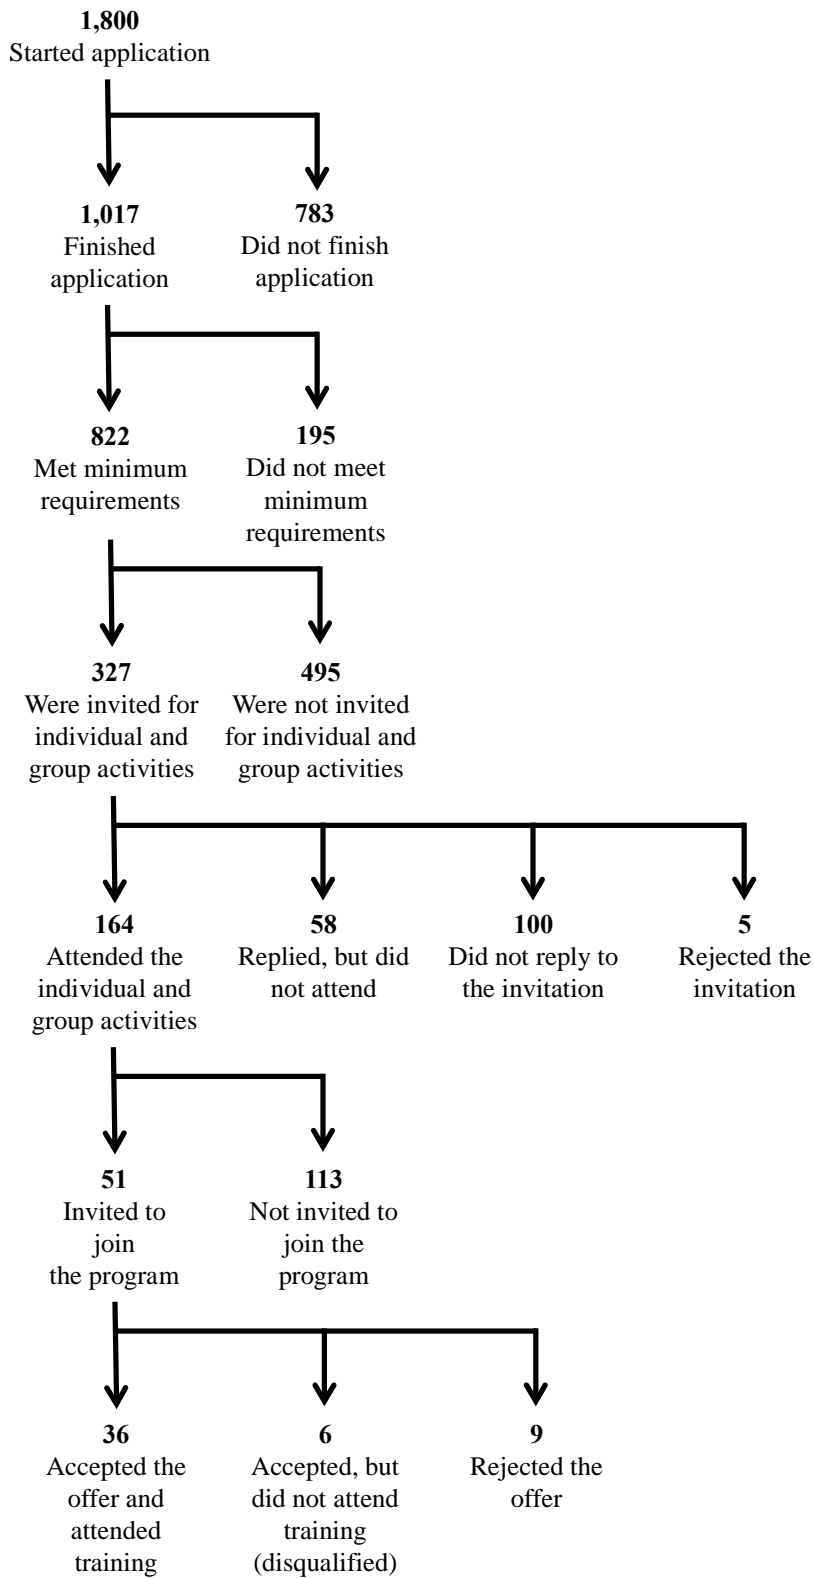 1,800
Started application
1,017
Finished
application
783
Did not finish
application
822
Met minimum
requirements
195
Did not meet
minimum
requirements
327
Were invited for
individual and
group activities
495
Were not invited
for individual and
group activities
164
Attended the
individual and
group activities
58
Replied, but did
not attend
100
Did not reply to
the invitation
5
Rejected the
invitation
51
Invited to
join
the program
113
Not invited to
join the
program
36
Accepted the
offer and
attended
training
6
Accepted, but
did not attend
training
(disqualified)
9
Rejected the
offer